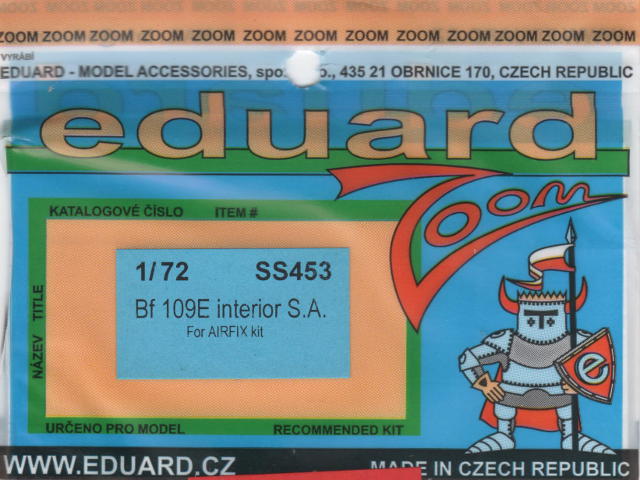 ZOOM ZOOM ZOOM ZOOM ZOOM ZOOM ZOOM ZOOM ZOOM ZOOM ZOOM ZOOM
VYRÁBÍ
EDUARD - MODEL ACCESSORIES, 435 21 OBRNICE 170, CZECH REPUBLIC
eduard
Zoom
KATALOGOVÉ ČÍSLO ITEM #
1/72 SS453
Bf 109E interior S.A.
For AIRFIX kit
NÁZEV TITLE
e
URČENO PRO MODEL RECOMMENDED KIT
WWW.EDUARD.CZ MADE IN CZECH REPUBLIC